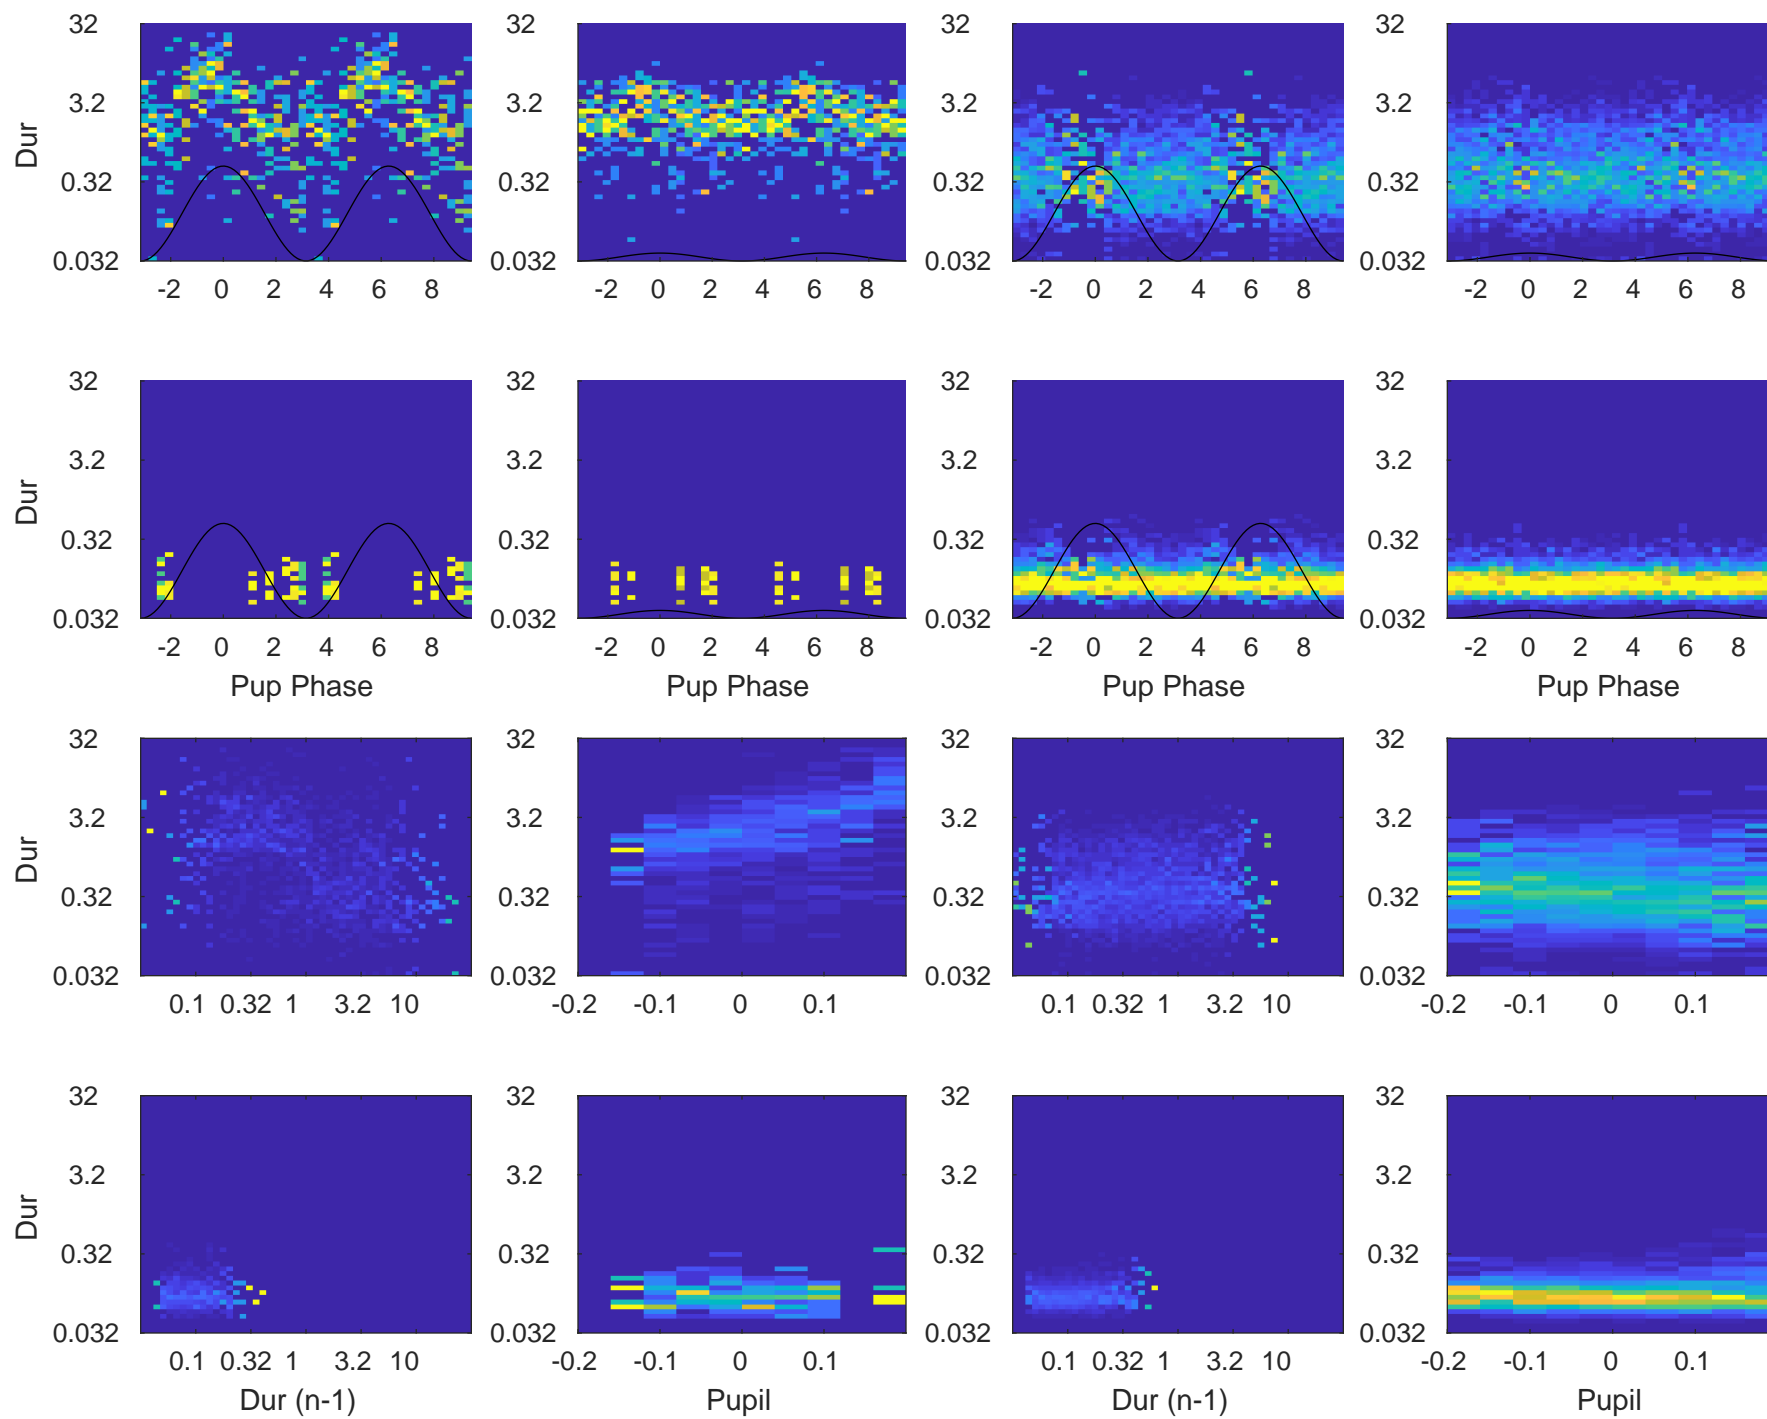 32 32 32 32
3.2 3.2 3.2 3.2
Dur
0.32 0.32 0.32 0.32
0.032 0.032 0.032 0.032
-2 0 2 4 6 8 -2 0 2 4 6 8 -2 0 2 4 6 8 -2 0 2 4 6 8
32 32 32 32
3.2 3.2 3.2 3.2
Dur
0.32 0.32 0.32 0.32
0.032 0.032 0.032 0.032
-2 0 2 4 6 8 -2 0 2 4 6 8 -2 0 2 4 6 8 -2 0 2 4 6 8
Pup Phase Pup Phase Pup Phase Pup Phase
32 32 32 32
3.2 3.2 3.2 3.2
Dur
0.32 0.32 0.32 0.32
0.032 0.032 0.032 0.032
0.1 0.32 1 3.2 10 -0.2 -0.1 0 0.1 0.1 0.32 1 3.2 10 -0.2 -0.1 0 0.1
32 32 32 32
3.2 3.2 3.2 3.2
Dur
0.32 0.32 0.32 0.32
0.032 0.032 0.032 0.032
0.1 0.32 1 3.2 10 -0.2 -0.1 0 0.1 0.1 0.32 1 3.2 10 -0.2 -0.1 0 0.1
Dur (n-1) Pupil Dur (n-1) Pupil